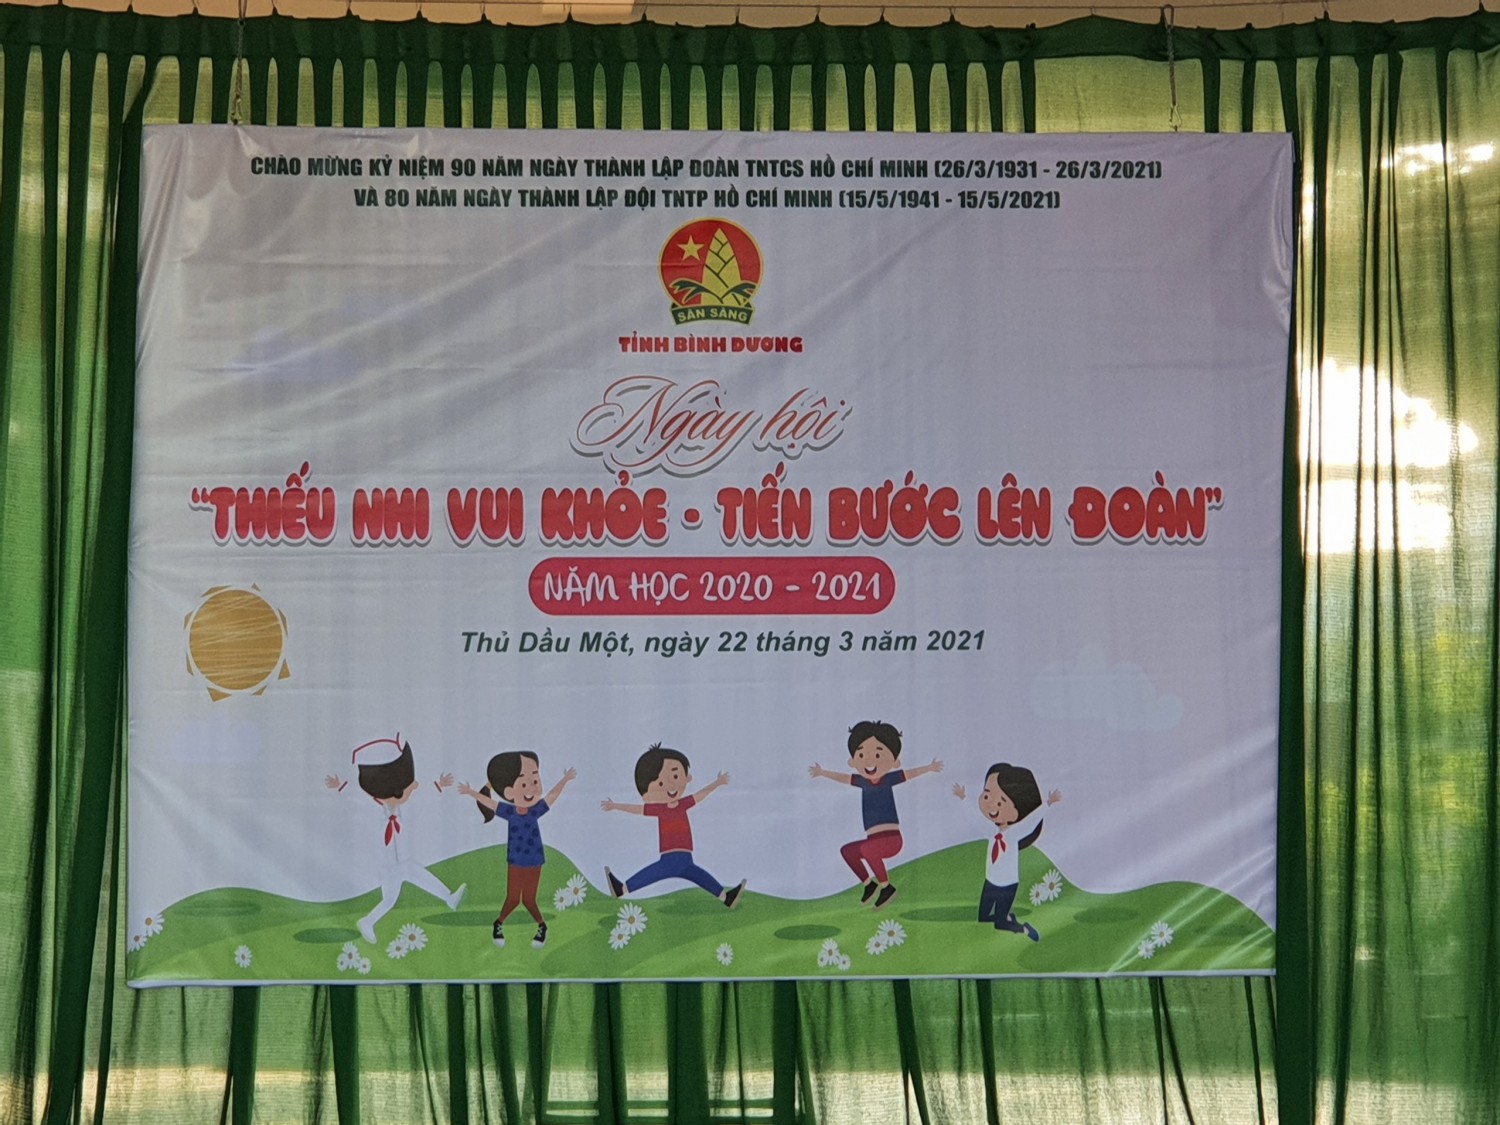 CHÀO MỪNG KỶ NIỆM 90 NĂM NGÀY THÀNH LẬP ĐOÀN TNTCS HỒ CHÍ MINH (26/3/1931 - 26/3/2021)
VÀ 80 NĂM NGÀY THÀNH LẬP ĐỘI TNTP HỒ CHÍ MINH (15/5/1941 - 15/5/2021)
SẴN SÀNG
TỈNH BÌNH DƯƠNG
Ngày hội
“THIẾU NHI VUI KHỎE - TIẾN BƯỚC LÊN ĐOÀN”
NĂM HỌC 2020 - 2021
Thủ Dầu Một, ngày 22 tháng 3 năm 2021